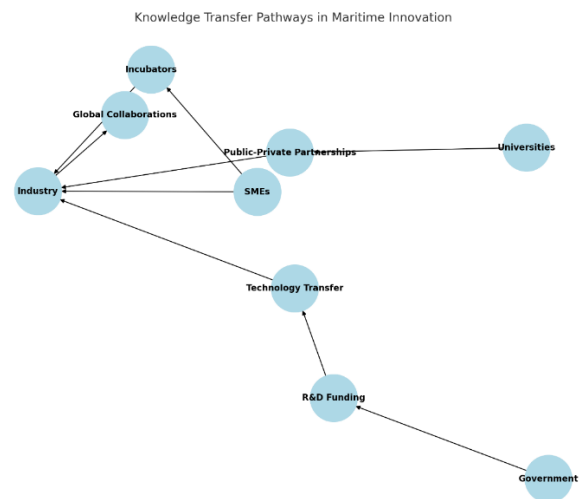 Knowledge Transfer Pathways in Maritime Innovation
Incubators
Global Collaborations
Public-Private Partnerships
Universities
Industry
SMEs
Technology Transfer
R&D Funding
Government